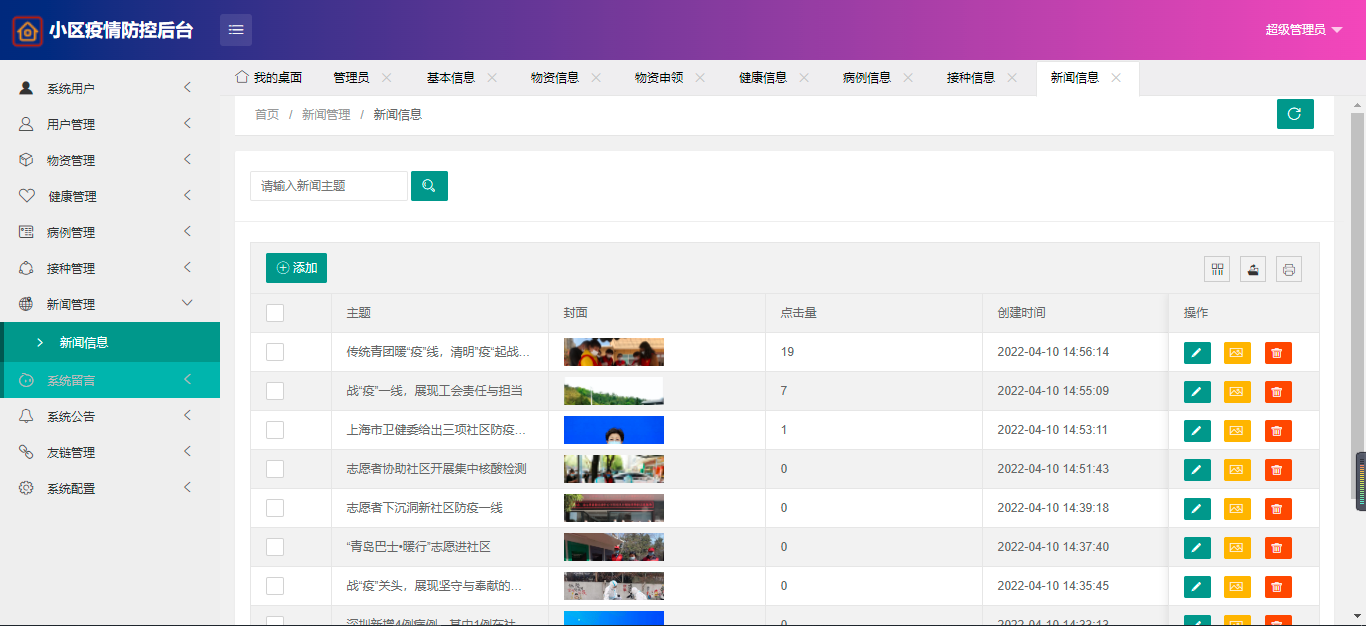 小区疫情防控后台
超级管理员
系统用户
用户管理
物资管理
健康管理
病例管理
接种管理
新闻管理
新闻信息
系统留言
系统公告
友链管理
系统配置
我的桌面 管理员 基本信息 物资信息 物资申领 健康信息 病例信息 接种信息 新闻信息
首页 / 新闻管理 / 新闻信息
请输入新闻主题
添加
主题 封面 点击量 创建时间 操作
传统青团暖“疫”线，清明“疫“起战... 19 2022-04-10 14:56:14
战“疫”一线，展现工会责任与担当 7 2022-04-10 14:55:09
上海市卫健委给出三项社区防疫... 1 2022-04-10 14:53:11
志愿者协助社区开展集中核酸检测 0 2022-04-10 14:51:43
志愿者下沉洞新社区防疫一线 0 2022-04-10 14:39:18
“青岛巴士•暖行”志愿进社区 0 2022-04-10 14:37:40
战“疫”关头，展现坚守与奉献的... 0 2022-04-10 14:35:45
深圳新增4例病例，其中1例在社... 0 2022-04-10 14:33:13